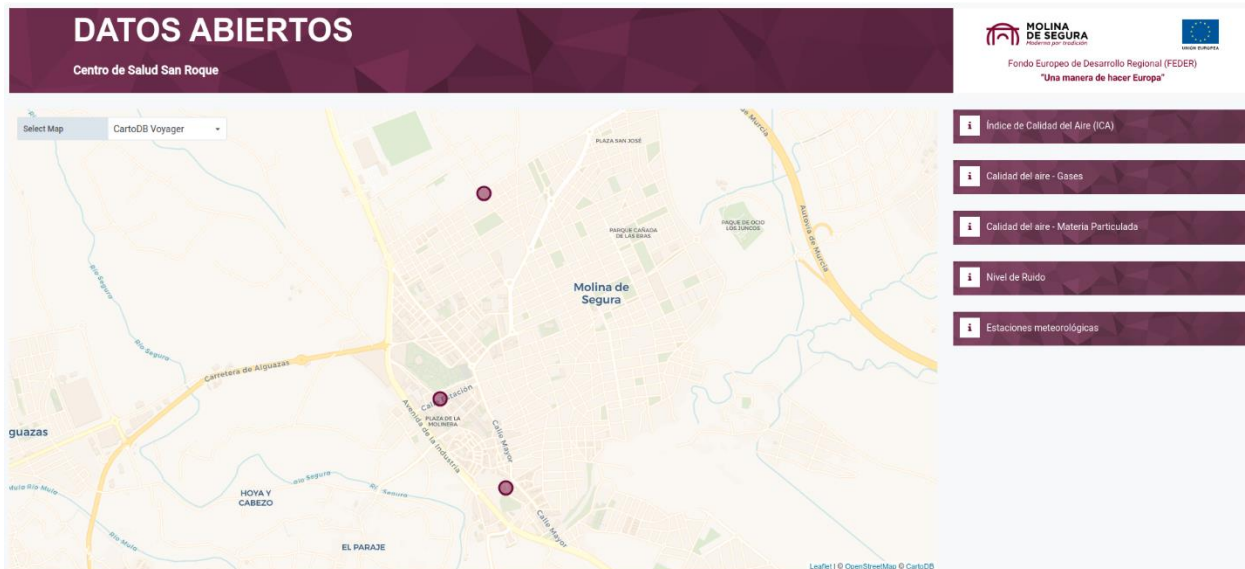 DATOS ABIERTOS
Centro de Salud San Roque
MOLINA
DE SEGURA
Moderna por tradición
UNIÓN EUROPEA
Fondo Europeo de Desarrollo Regional (FEDER)
"Una manera de hacer Europa"
Select Map
CartoDB Voyager
Índice de Calidad del Aire (ICA)
Calidad del aire - Gases
Calidad del aire - Materia Particulada
Nivel de Ruido
Estaciones meteorológicas
de Murcia
PLAZA SAN JOSÉ
PARQUE CAÑADA
DE LAS ERAS
PAQUE DE OCIO
LOS JUNCOS
Autovía de Murcia
Río Segura
Molina de
Segura
Río Segura
Carretera de Alguazas
PLAZA DE LA
MOLINERA
Avenida de la Industria
Calle Mayor
guazas
HOYA Y
CABEZO
Río Mula
Calle Mayor
EL PARAJE
Leaflet | © OpenStreetMap © CartoDB